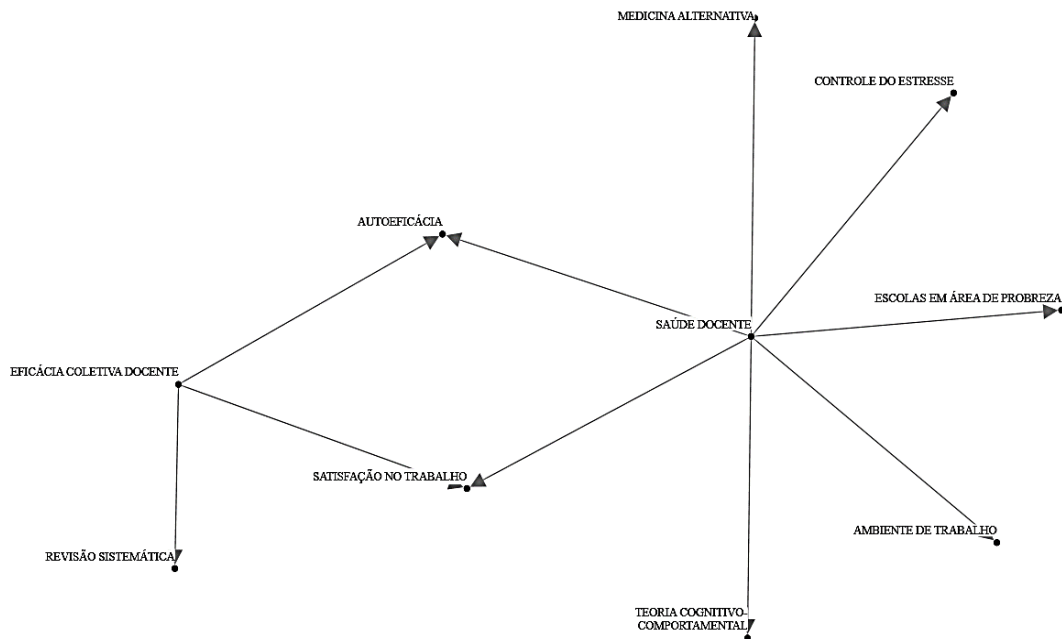 MEDICINA ALTERNATIVA
CONTROLE DO ESTRESSE
AUTOEFICÁCIA
ESCOLAS EM ÁREA DE PROBREZA
SAÚDE DOCENTE
EFICÁCIA COLETIVA DOCENTE
SATISFAÇÃO NO TRABALHO
AMBIENTE DE TRABALHO
REVISÃO SISTEMÁTICA
TEORIA COGNITIVO-
COMPORTAMENTAL